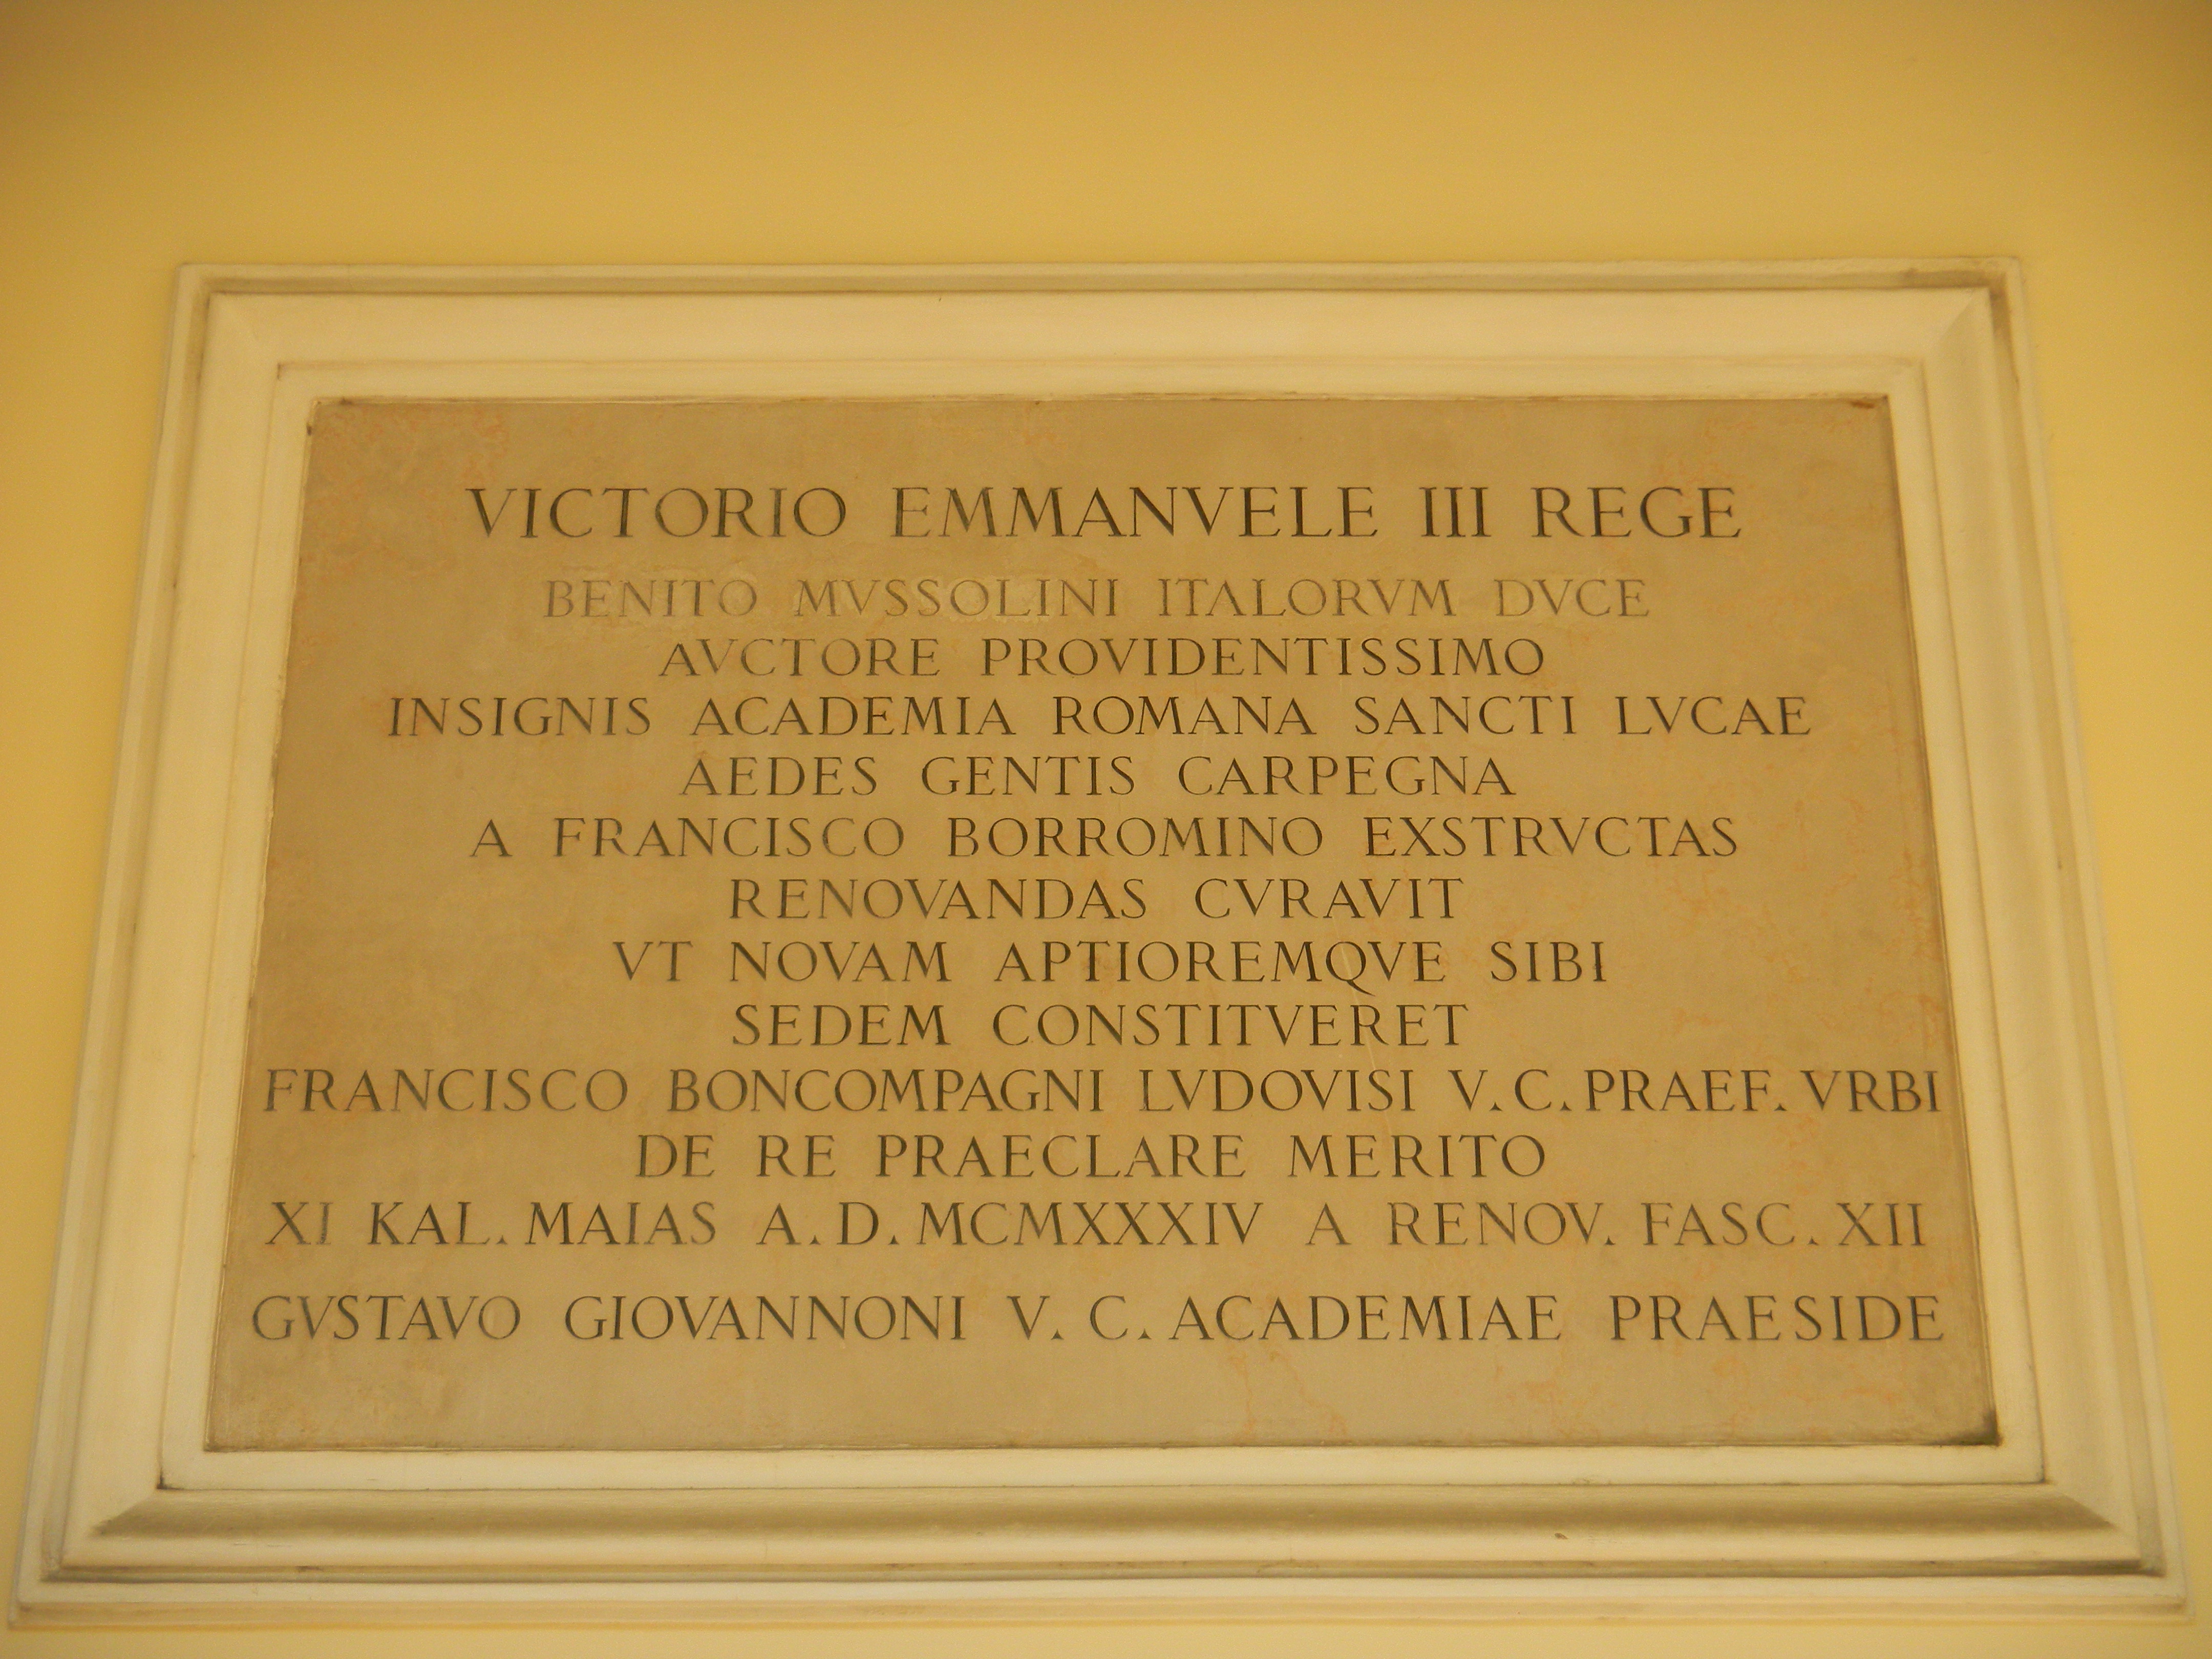 VICTORIO EMMANVELE III REGE
BENITO MVSSOLINI ITALORVM DVCE
AVCTORE PROVIDENTISSIMO
INSIGNIS ACADEMIA ROMANA SANCTI LVCAE
AEDES GENTIS CARPEGNA
A FRANCISCO BORROMINO EXSTRVCTAS
RENOVANDAS CVRAVIT
VT NOVAM APTIOREMQVE SIBI
SEDEM CONSTITVERET
FRANCISCO BONCOMPAGNI LVDOVISI V.C.PRAEF.VRBI
DE RE PRAECLARE MERITO
XI KAL.MAIAS A.D.MCMXXXIV A RENOV.FASC.XII
GVSTAVO GIOVANNONI V.C.ACADEMIAE PRAESIDE